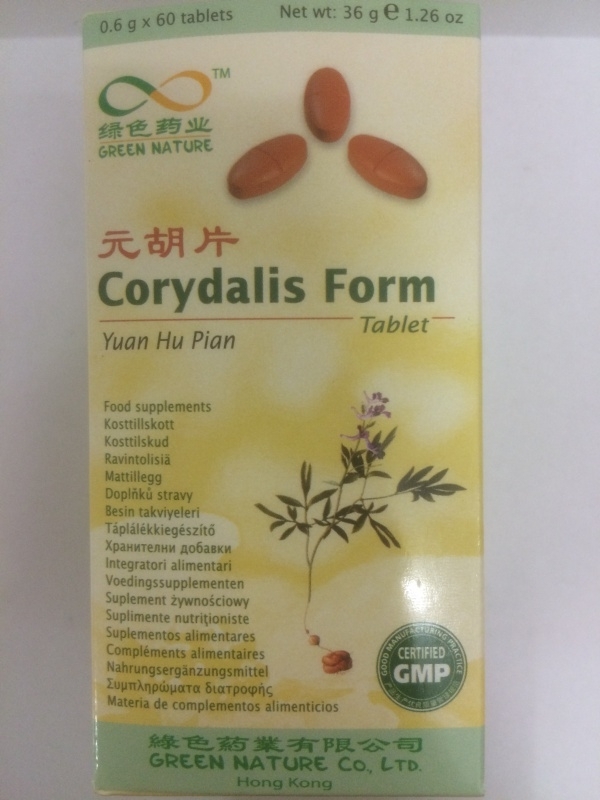 0.6 g x 60 tablets
Net wt: 36 g e 1.26 oz
TM
绿色药业
GREEN NATURE
元胡片
Corydalis Form
Tablet
Yuan Hu Pian
Food supplements
Kosttillskott
Kosttilskud
Ravintolisiä
Mattillegg
Doplňků stravy
Besin takviyeleri
Táplálékkiegészítő
Хранителни добавки
Integratori alimentari
Voedingssupplementen
Suplement żywnościowy
Suplimente nutriţioniste
Suplementos alimentares
Compléments alimentaires
Nahrungsergänzungsmittel
Συμπληρώματα διατροφής
Materia de complementos alimenticios
GOOD MANUFACTURING PRACTICE
CERTIFIED
GMP
綠色藥業有限公司
GREEN NATURE CO., LTD.
Hong Kong